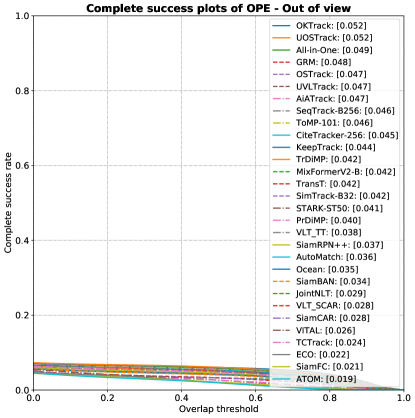 Complete success plots of OPE - Out of view
1.0
0.8
0.6
0.4
0.2
0.0
Complete success rate
0.0 0.2 0.4 0.6 0.8 1.0
Overlap threshold
OKTrack: [0.052]
UOSTrack: [0.052]
All-in-One: [0.049]
GRM: [0.048]
OSTrack: [0.047]
UVLTrack: [0.047]
AiATrack: [0.047]
SeqTrack-B256: [0.046]
ToMP-101: [0.046]
CiteTracker-256: [0.045]
KeepTrack: [0.044]
TrDiMP: [0.042]
MixFormerV2-B: [0.042]
TransT: [0.042]
SimTrack-B32: [0.042]
STARK-ST50: [0.041]
PrDiMP: [0.040]
VLT_TT: [0.038]
SiamRPN++: [0.037]
AutoMatch: [0.036]
Ocean: [0.035]
SiamBAN: [0.034]
JointNLT: [0.029]
VLT_SCAR: [0.028]
SiamCAR: [0.028]
VITAL: [0.026]
TCTrack: [0.024]
ECO: [0.022]
SiamFC: [0.021]
ATOM: [0.019]